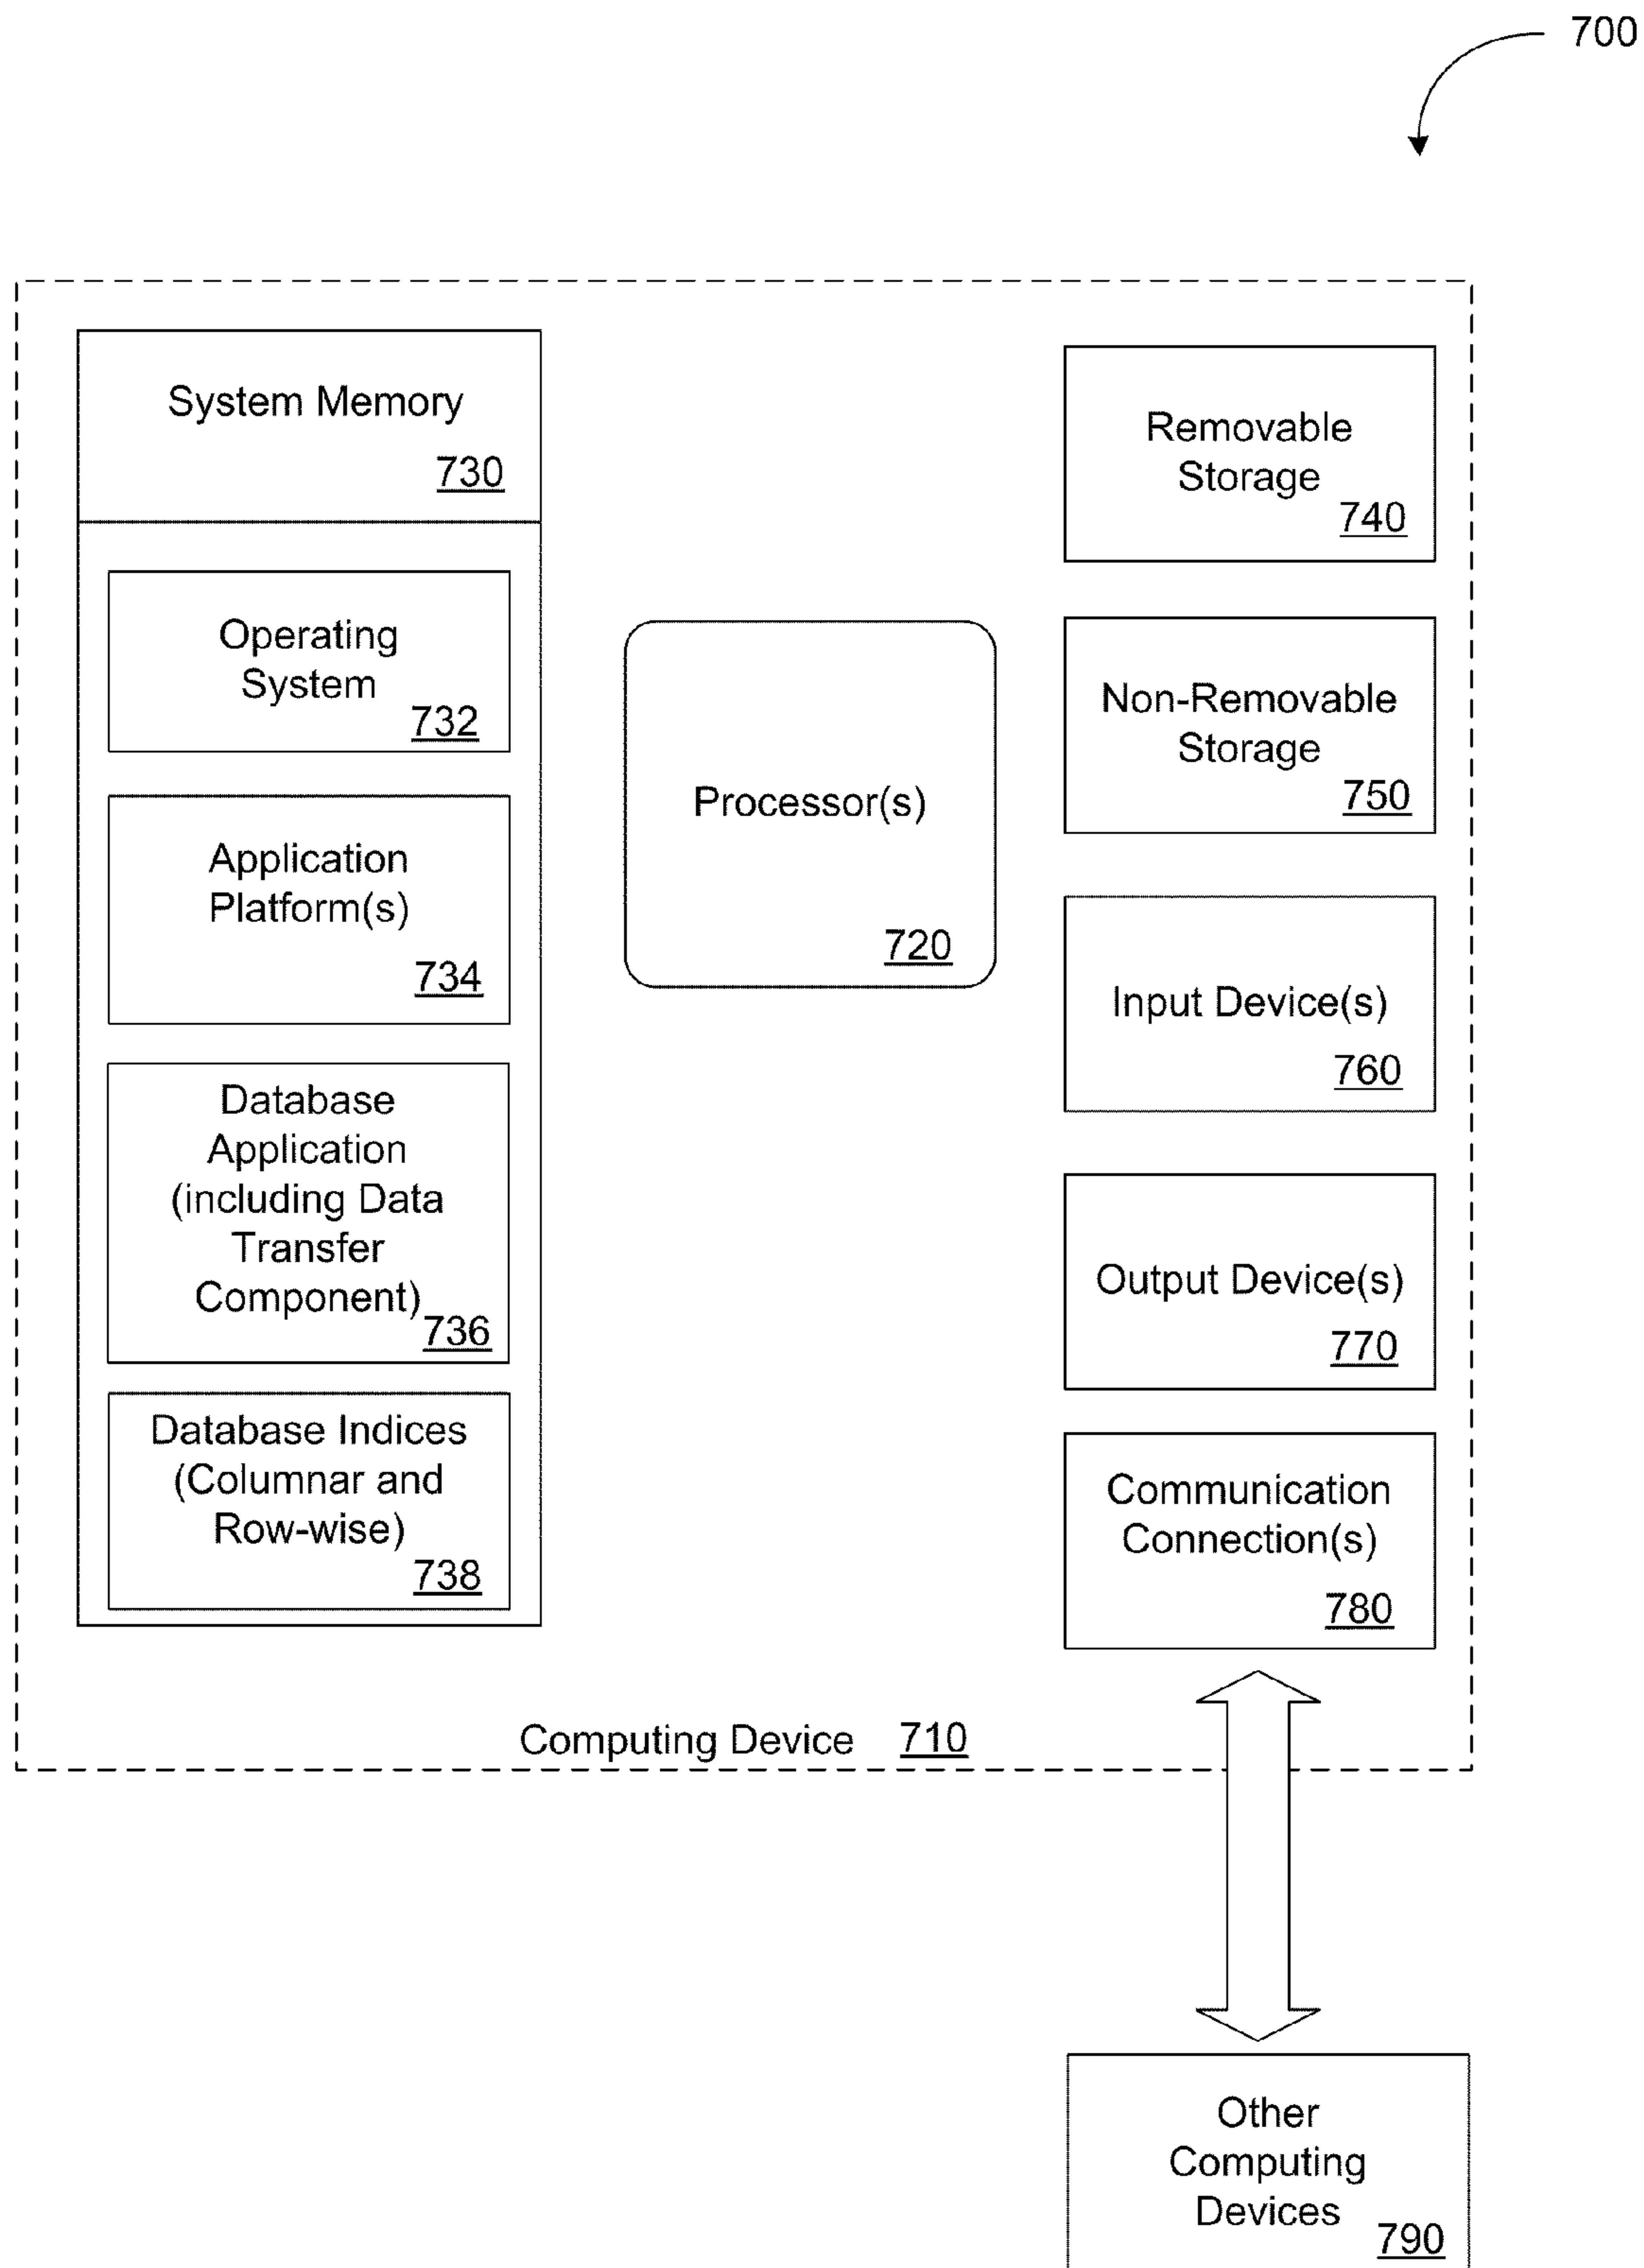 700
System Memory
730
Operating
System
732
Application
Platform(s)
734
Database
Application
(including Data
Transfer
Component)
736
Database Indices
(Columnar and
Row-wise)
738
Processor(s)
720
Removable
Storage
740
Non-Removable
Storage
750
Input Device(s)
760
Output Device(s)
770
Communication
Connection(s)
780
Computing Device 710
Other
Computing
Devices
790